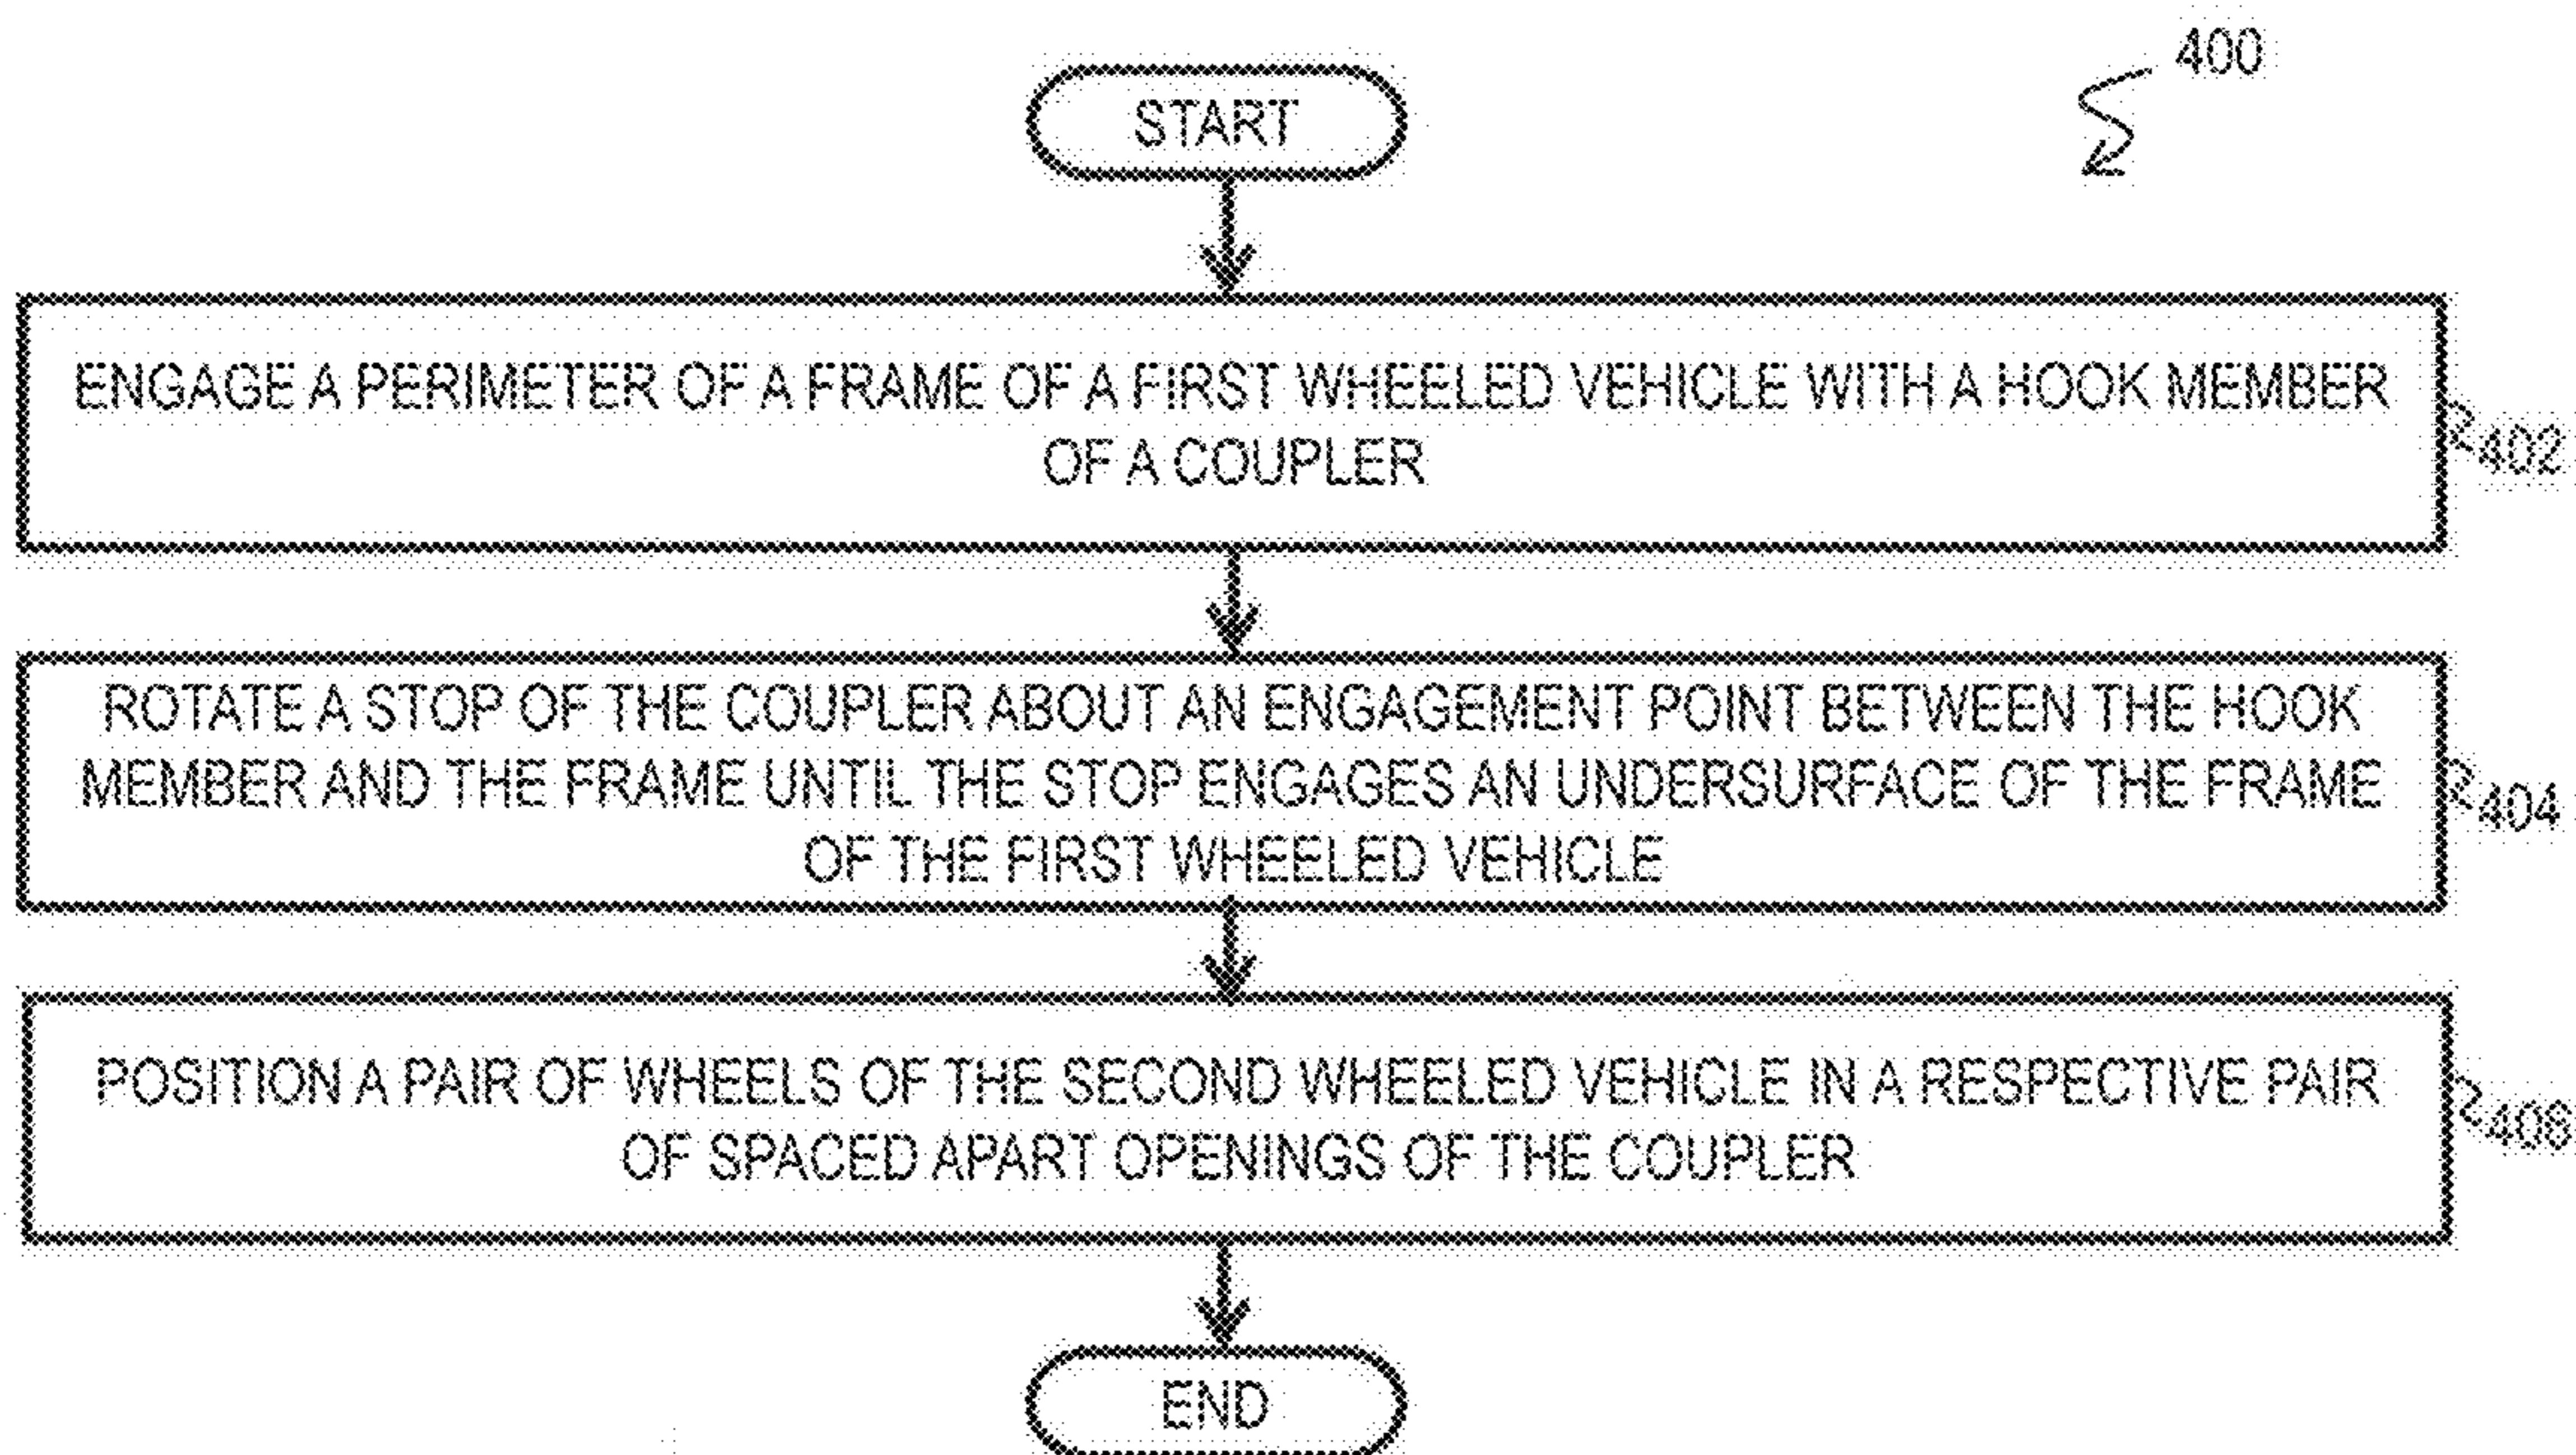 400
START
ENGAGE A PERIMETER OF A FRAME OF A FIRST WHEELED VEHICLE WITH A HOOK MEMBER
OF A COUPLER
402
ROTATE A STOP OF THE COUPLER ABOUT AN ENGAGEMENT POINT BETWEEN THE HOOK
MEMBER AND THE FRAME UNTIL THE STOP ENGAGES AN UNDERSURFACE OF THE FRAME
OF THE FIRST WHEELED VEHICLE
404
POSITION A PAIR OF WHEELS OF THE SECOND WHEELED VEHICLE IN A RESPECTIVE PAIR
OF SPACED APART OPENINGS OF THE COUPLER
406
END